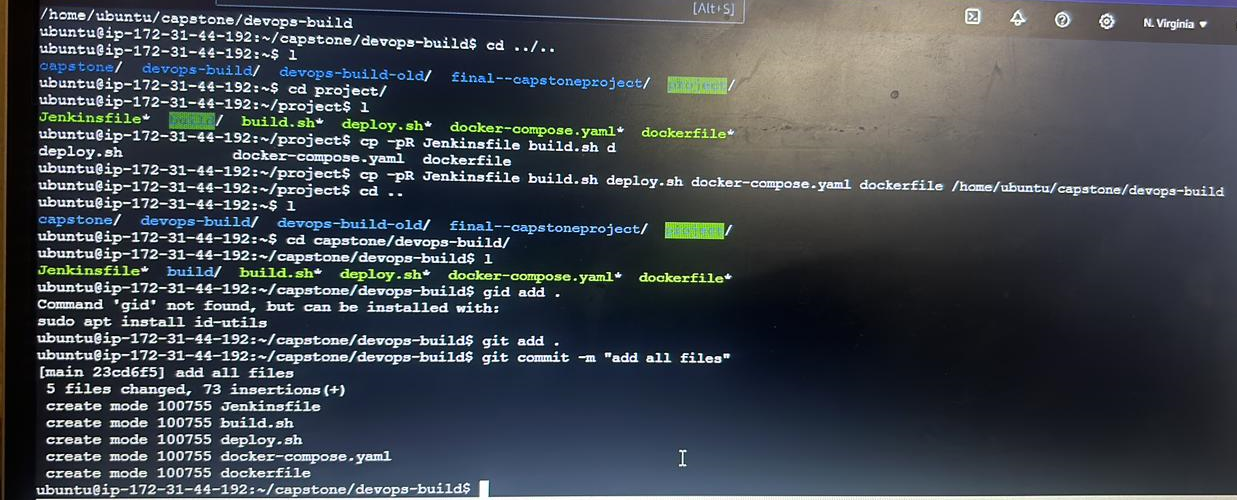 [Alt+S]
N. Virginia ▼
/home/ubuntu/capstone/devops-build
ubuntu@ip-172-31-44-192:~/capstone/devops-build$ cd ../..
ubuntu@ip-172-31-44-192:~$ l
capstone/ devops-build/ devops-build-old/ final--capstoneproject/ project/
ubuntu@ip-172-31-44-192:~$ cd project/
ubuntu@ip-172-31-44-192:~/project$ l
Jenkinsfile* build/ build.sh* deploy.sh* docker-compose.yaml* dockerfile*
ubuntu@ip-172-31-44-192:~/project$ cp -pR Jenkinsfile build.sh d
deploy.sh docker-compose.yaml dockerfile
ubuntu@ip-172-31-44-192:~/project$ cp -pR Jenkinsfile build.sh deploy.sh docker-compose.yaml dockerfile /home/ubuntu/capstone/devops-build
ubuntu@ip-172-31-44-192:~/project$ cd ..
ubuntu@ip-172-31-44-192:~$ l
capstone/ devops-build/ devops-build-old/ final--capstoneproject/ project/
ubuntu@ip-172-31-44-192:~$ cd capstone/devops-build/
ubuntu@ip-172-31-44-192:~/capstone/devops-build$ l
Jenkinsfile* build/ build.sh* deploy.sh* docker-compose.yaml* dockerfile*
ubuntu@ip-172-31-44-192:~/capstone/devops-build$ gid add .
Command 'gid' not found, but can be installed with:
sudo apt install id-utils
ubuntu@ip-172-31-44-192:~/capstone/devops-build$ git add .
ubuntu@ip-172-31-44-192:~/capstone/devops-build$ git commit -m "add all files"
[main 23cd6f5] add all files
5 files changed, 73 insertions(+)
create mode 100755 Jenkinsfile
create mode 100755 build.sh
create mode 100755 deploy.sh
create mode 100755 docker-compose.yaml
create mode 100755 dockerfile
ubuntu@ip-172-31-44-192:~/capstone/devops-build$